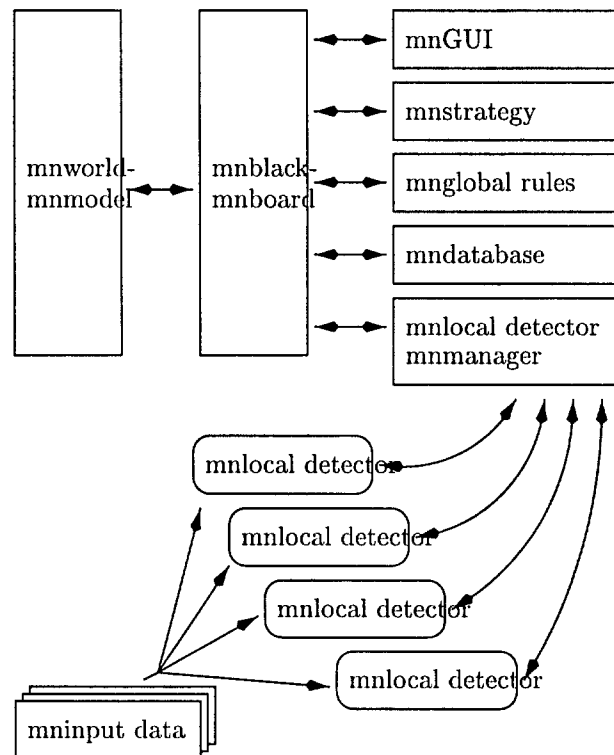 mnGUI
mnstrategy
mnworld-
mnmodel
mnblack-
mnboard
mnglobal rules
mndatabase
mnlocal detector
mnmanager
mnlocal detector
mnlocal detector
mnlocal detector
mnlocal detector
mninput data